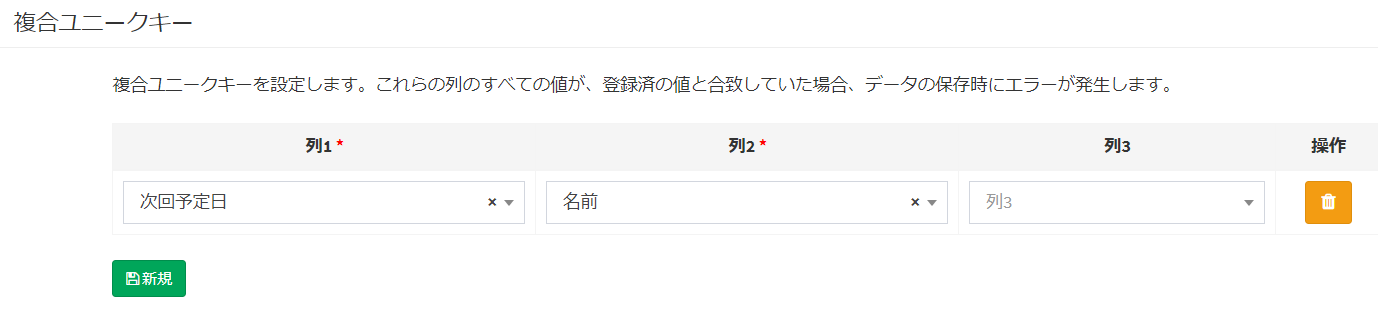 複合ユニークキー
複合ユニークキーを設定します。これらの列のすべての値が、登録済の値と合致していた場合、データの保存時にエラーが発生します。
列1 * 列2 * 列3 操作
次回予定日 × 名前 × 列3
新規